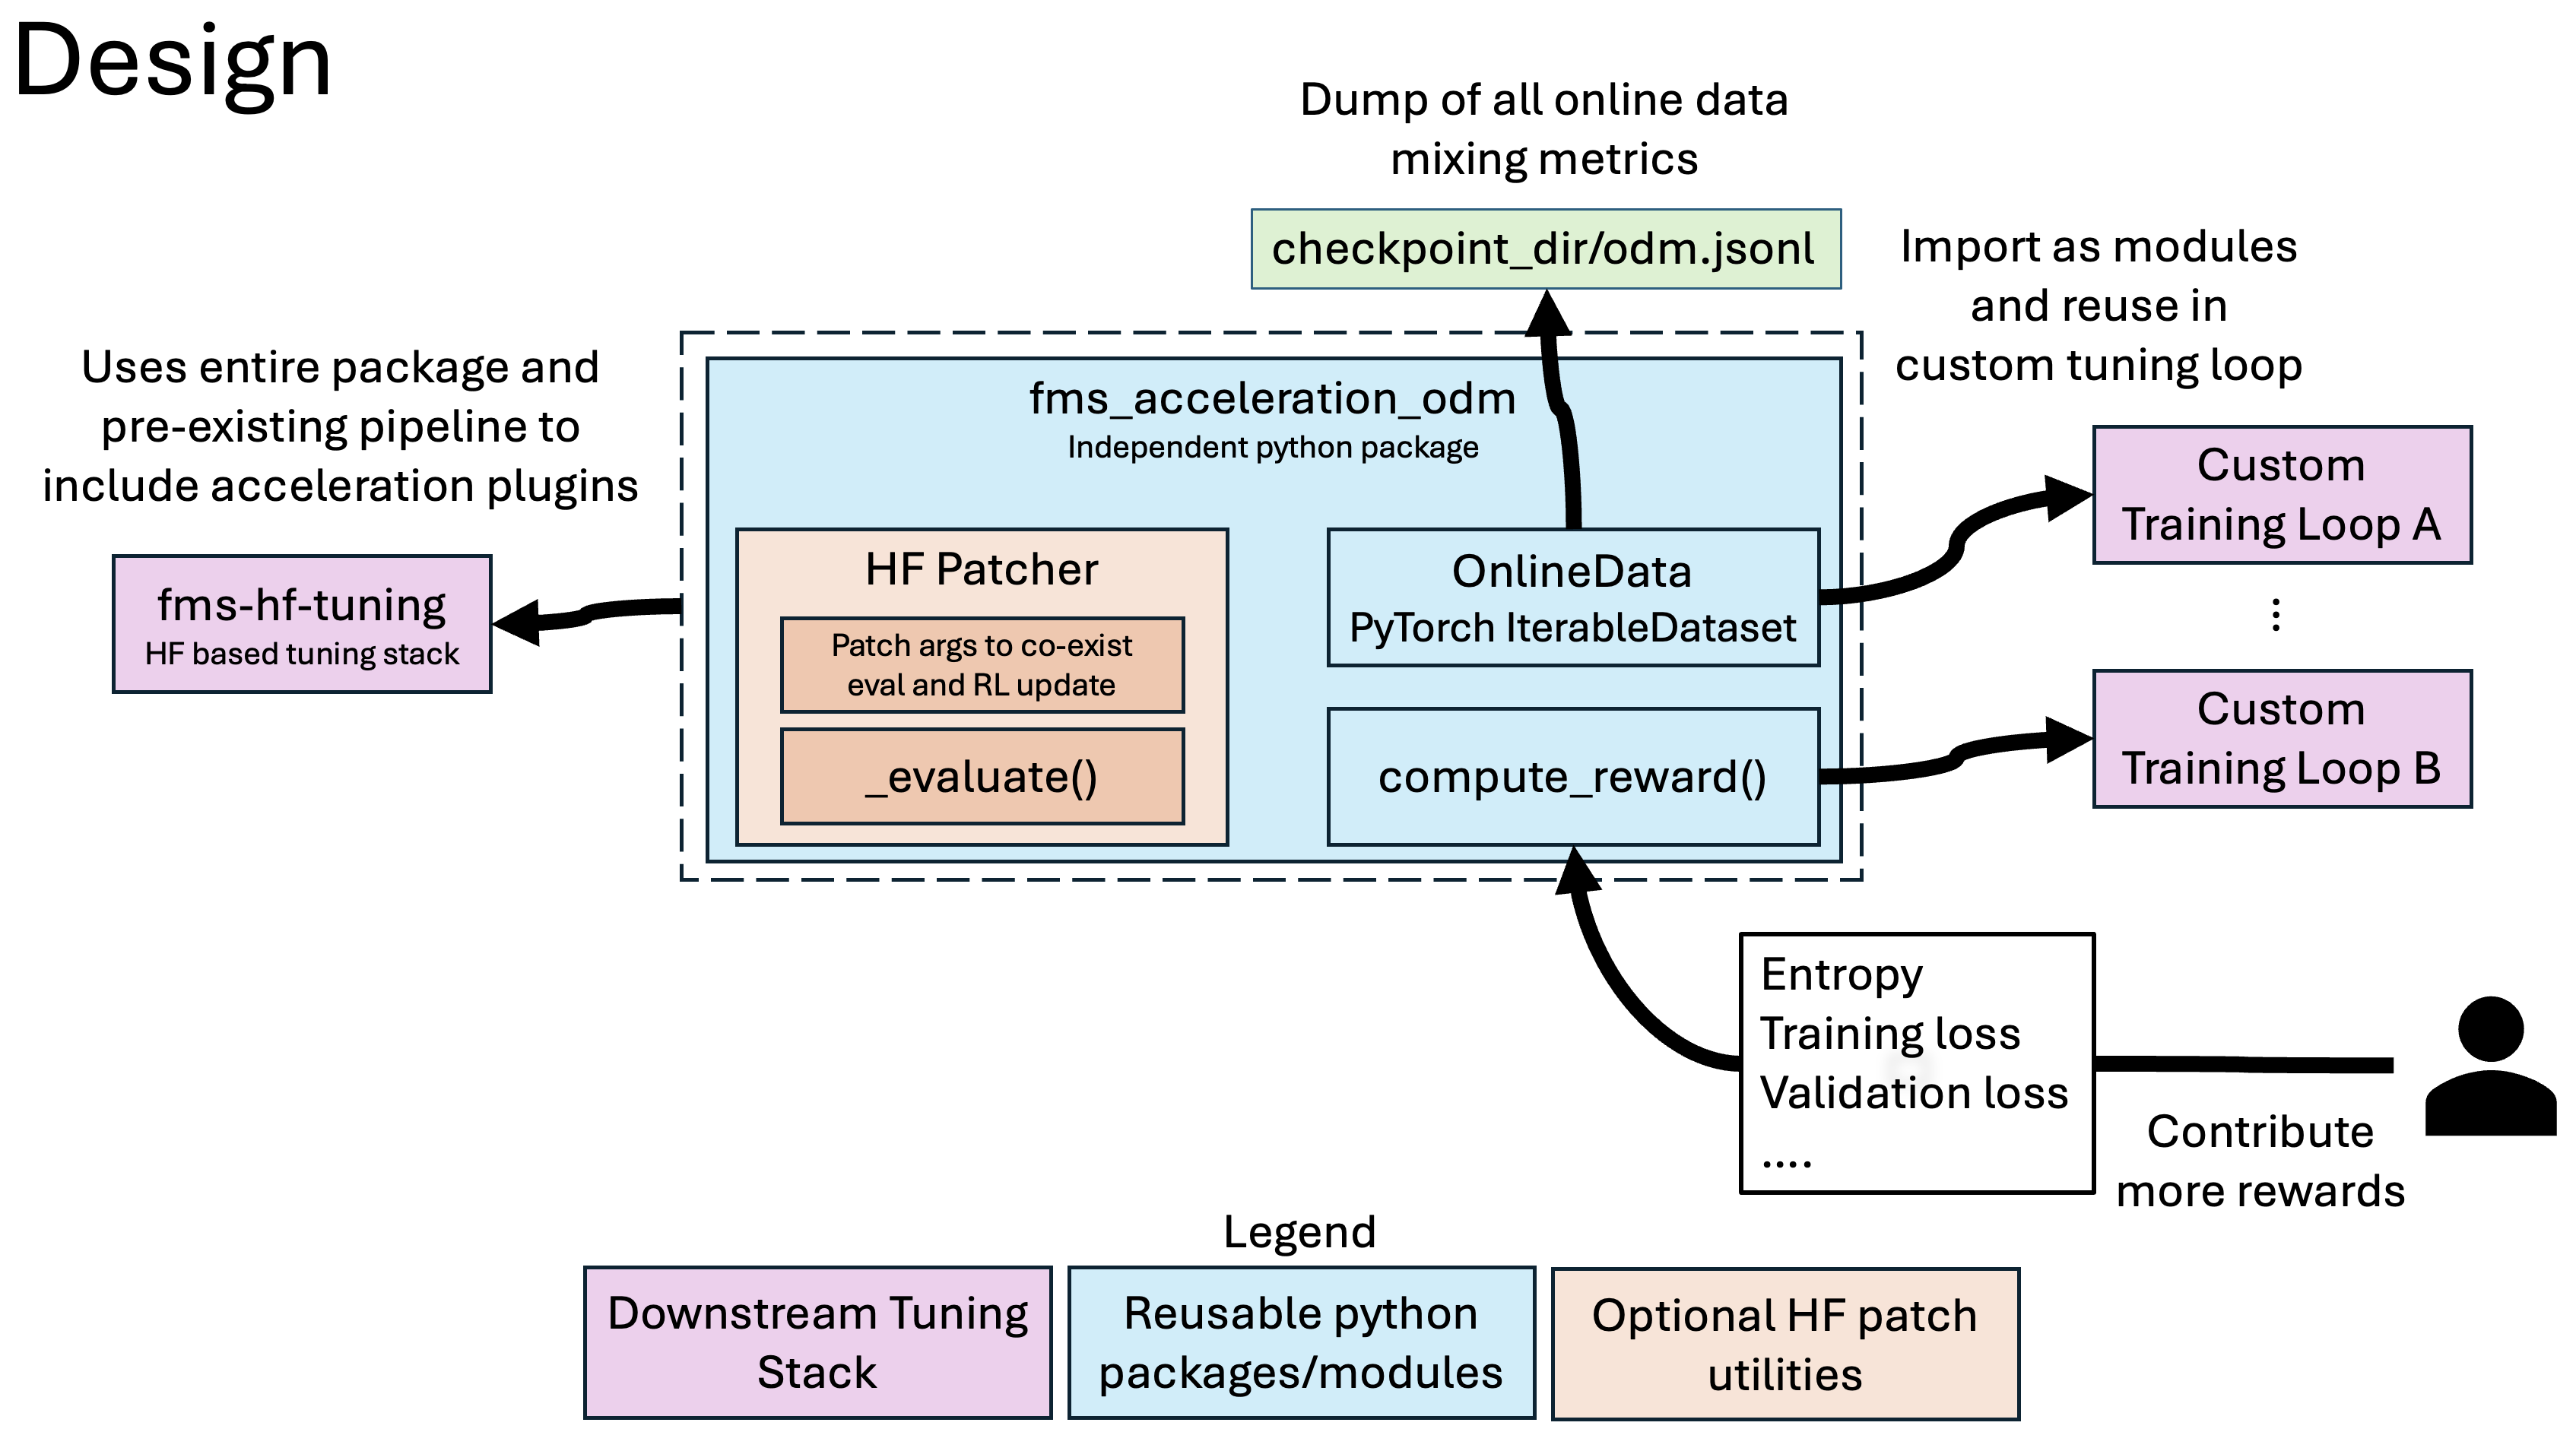 Design
Dump of all online data
mixing metrics
checkpoint_dir/odm.jsonl
Import as modules
and reuse in
custom tuning loop
Uses entire package and
pre-existing pipeline to
include acceleration plugins
fms_acceleration_odm
Independent python package
fms-hf-tuning
HF based tuning stack
HF Patcher
Patch args to co-exist
eval and RL update
_evaluate()
OnlineData
PyTorch IterableDataset
compute_reward()
Custom
Training Loop A
⋮
Custom
Training Loop B
Entropy
Training loss
Validation loss
....
Contribute
more rewards
Legend
Downstream Tuning
Stack
Reusable python
packages/modules
Optional HF patch
utilities